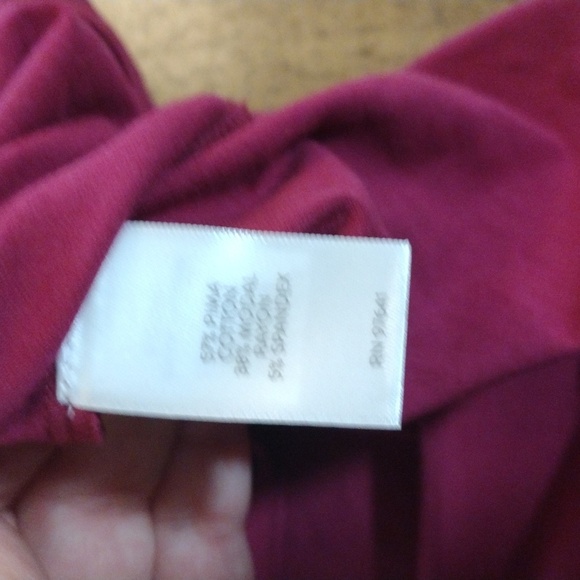 57% PIMA
COTTON
38% MODAL
RAYON
5% SPANDEX
RN 97641